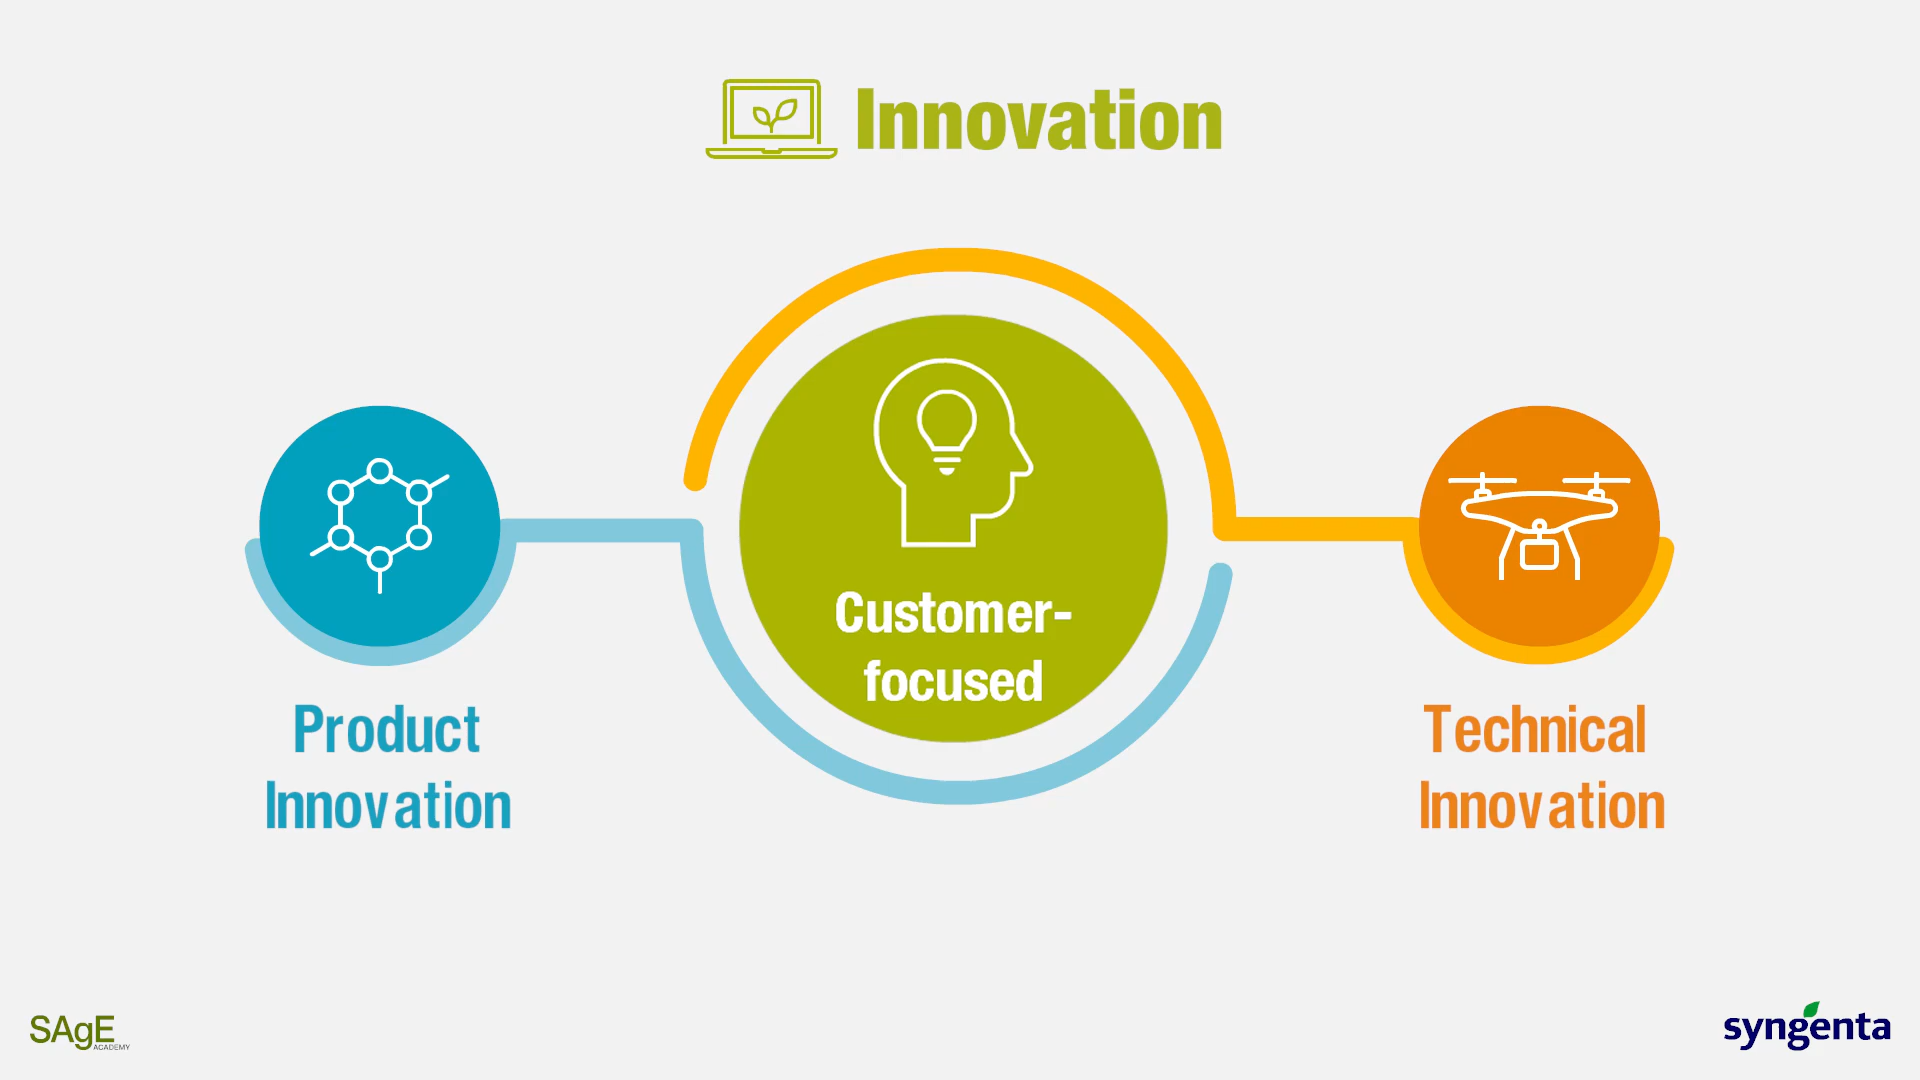 Innovation
Customer-
focused
Product
Innovation
Technical
Innovation
SAgE
ACADEMY
syngenta